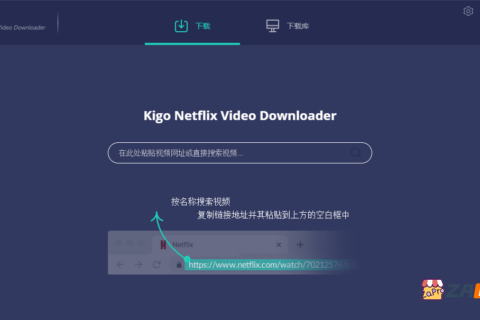 Video Downloader
下载
下载库
Kigo Netflix Video Downloader
在此处粘贴视频网址或直接搜索视频...
按名称搜索视频
复制链接地址并其粘贴到上方的空白框中
Netflix
https://www.netflix.com/watch/70212576
ZaPro